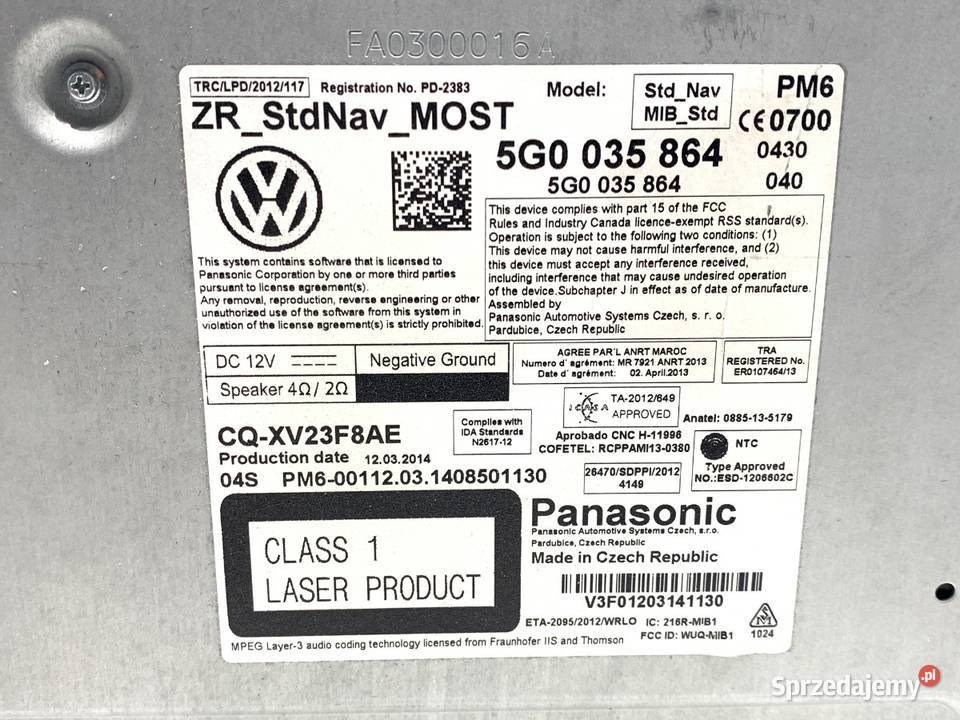 FA0300016A
TRC/LPD/2012/117 Registration No. PD-2383 Model: Std_Nav MIB_Std PM6
ZR_StdNav_MOST CE0700
5G0 035 864 0430
5G0 035 864 040
This device complies with part 15 of the FCC
Rules and Industry Canada licence-exempt RSS standard(s).
Operation is subject to the following two conditions: (1)
This device may not cause harmful interference, and (2)
this device must accept any interference received,
including interference that may cause undesired operation
of the device.Subchapter J in effect as of date of manufacture.
Assembled by
Panasonic Automotive Systems Czech, s. r. o.
Pardubice, Czech Republic
This system contains software that is licensed to
Panasonic Corporation by one or more third parties
pursuant to license agreement(s).
Any removal, reproduction, reverse engineering or other
unauthorized use of the software from this system in
violation of the license agreement(s) is strictly prohibited.
DC 12V Negative Ground
Speaker 4Ω/ 2Ω
AGREE PAR'L ANRT MAROC
Numero d' agrément: MR 7921 ANRT 2013
Date d' agrément: 02. April.2013
TRA
REGISTERED No.
ER0107464/13
ICASA TA-2012/649
APPROVED
Anatel: 0885-13-5179
CQ-XV23F8AE
Complies with
IDA Standards
N2617-12
Aprobado CNC H-11996
COFETEL: RCPPAMI13-0380
NTC
Type Approved
NO.:ESD-1206602C
Production date 12.03.2014
04S PM6-00112.03.1408501130
26470/SDPPI/2012
4149
CLASS 1
LASER PRODUCT
Panasonic
Panasonic Automotive Systems Czech, s.r.o.
Pardubice, Czech Republic
Made in Czech Republic
V3F01203141130
ETA-2095/2012/WRLO IC: 216R-MIB1
FCC ID: WUQ-MIB1
1024
MPEG Layer-3 audio coding technology licensed from Fraunhofer IIS and Thomson
Sprzedajemy.pl